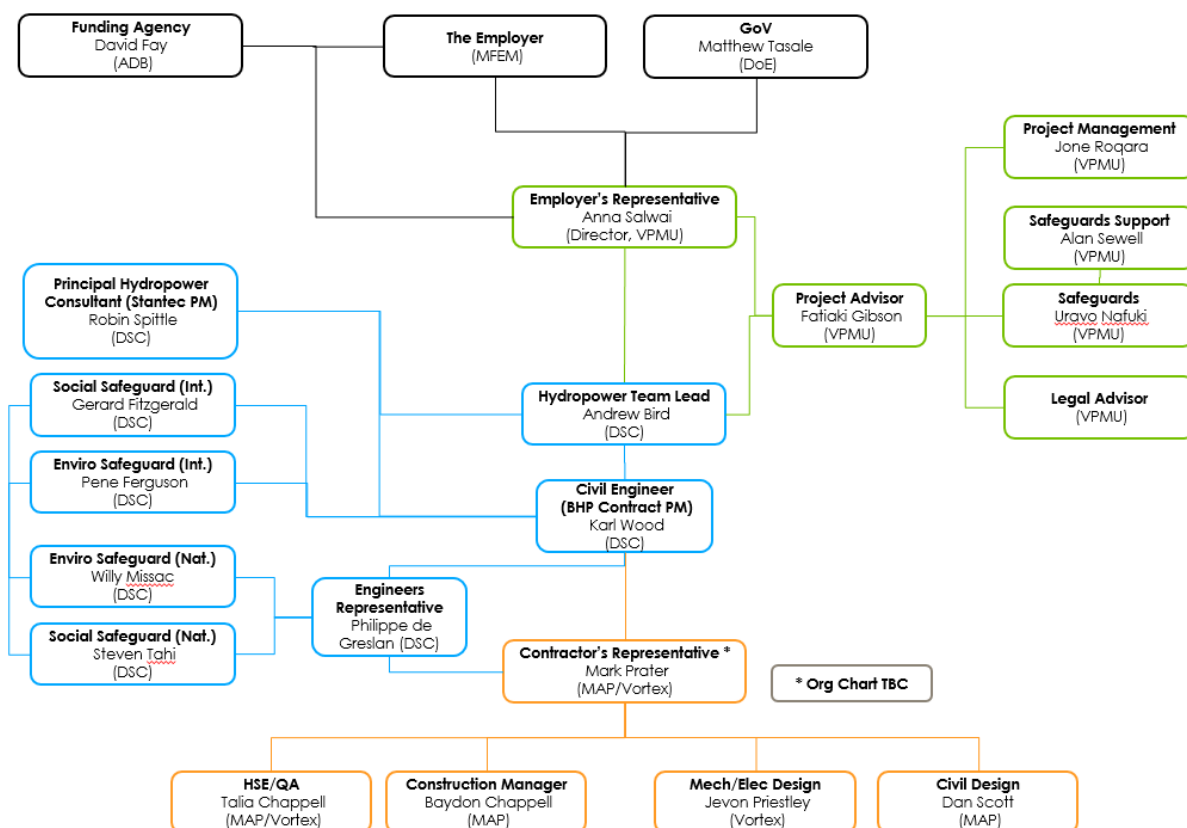 Funding Agency
David Fay
(ADB)
The Employer
(MFEM)
GoV
Matthew Tasale
(DoE)
Project Management
Jone Roqara
(VPMU)
Employer's Representative
Anna Salwai
(Director, VPMU)
Safeguards Support
Alan Sewell
(VPMU)
Principal Hydropower
Consultant (Stantec PM)
Robin Spittle
(DSC)
Project Advisor
Fatiaki Gibson
(VPMU)
Safeguards
Uravo Nafuki
(VPMU)
Social Safeguard (Int.)
Gerard Fitzgerald
(DSC)
Hydropower Team Lead
Andrew Bird
(DSC)
Legal Advisor
(VPMU)
Enviro Safeguard (Int.)
Pene Ferguson
(DSC)
Civil Engineer
(BHP Contract PM)
Karl Wood
(DSC)
Enviro Safeguard (Nat.)
Willy Missac
(DSC)
Engineers
Representative
Philippe de
Greslan (DSC)
Social Safeguard (Nat.)
Steven Tahi
(DSC)
Contractor's Representative *
Mark Prater
(MAP/Vortex)
* Org Chart TBC
HSE/QA
Talia Chappell
(MAP/Vortex)
Construction Manager
Baydon Chappell
(MAP)
Mech/Elec Design
Jevon Priestley
(Vortex)
Civil Design
Dan Scott
(MAP)